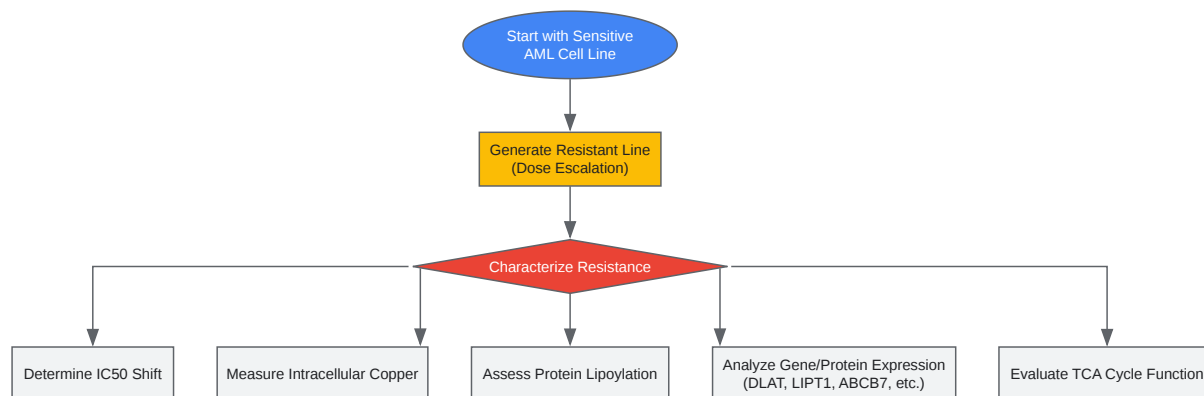 Start with Sensitive
AML Cell Line
Generate Resistant Line
(Dose Escalation)
Characterize Resistance
Determine IC50 Shift
Measure Intracellular Copper
Assess Protein Lipoylation
Analyze Gene/Protein Expression
(DLAT, LIPT1, ABCB7, etc.)
Evaluate TCA Cycle Function